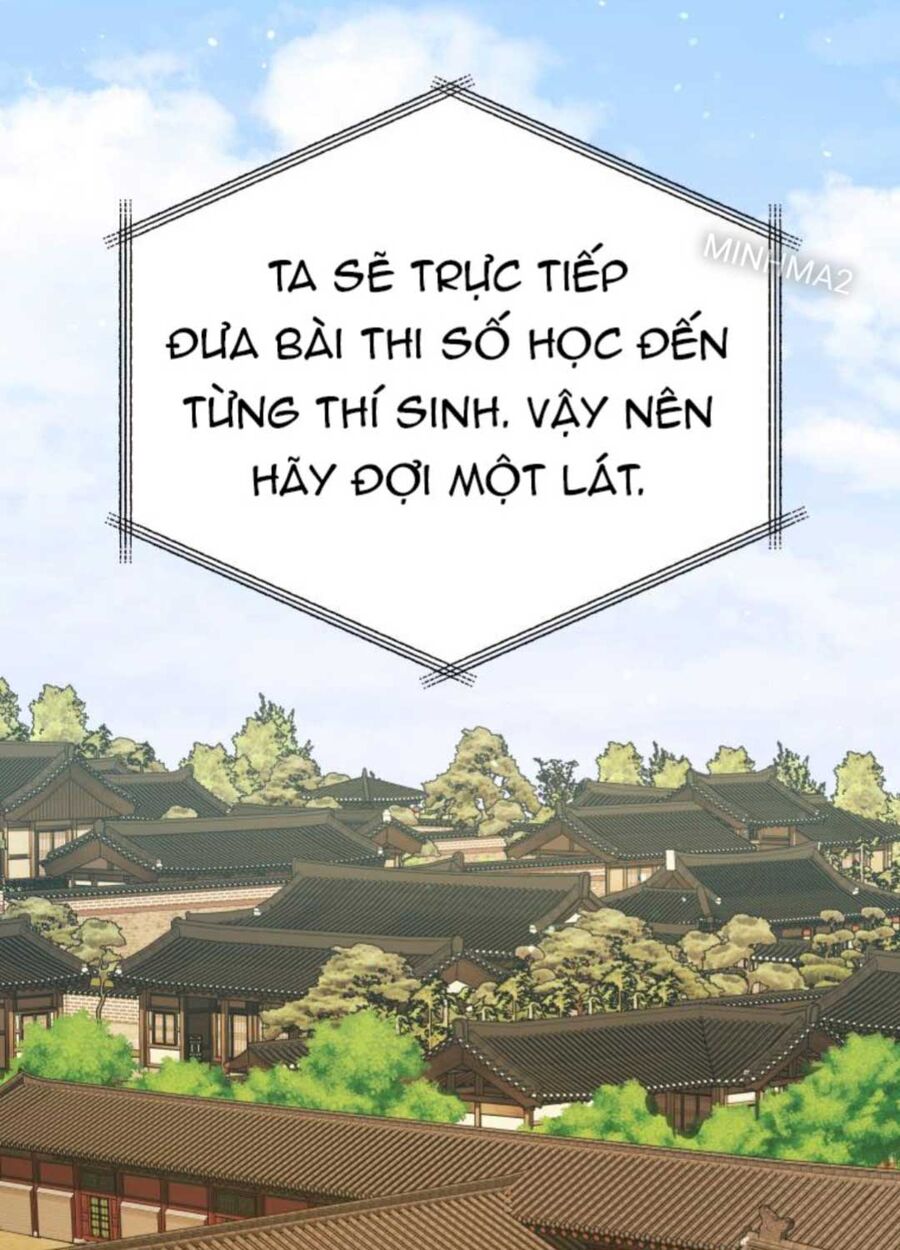 TA SẼ TRỰC TIẾP
ĐƯA BÀI THI SỐ HỌC ĐẾN
TỪNG THÍ SINH. VẬY NÊN
HÃY ĐỢI MỘT LÁT.
MINHMA2